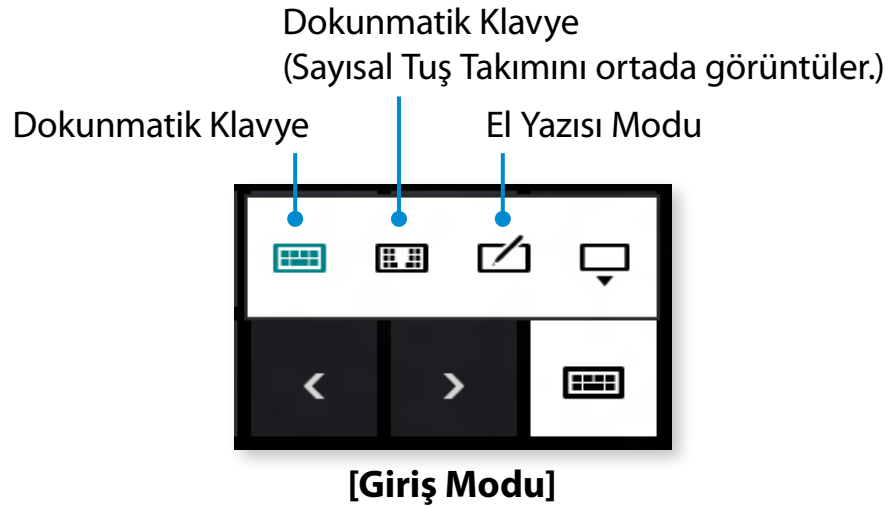 Dokunmatik Klavye
(Sayısal Tuş Takımını ortada görüntüler.)
Dokunmatik Klavye
El Yazısı Modu
[Giriş Modu]